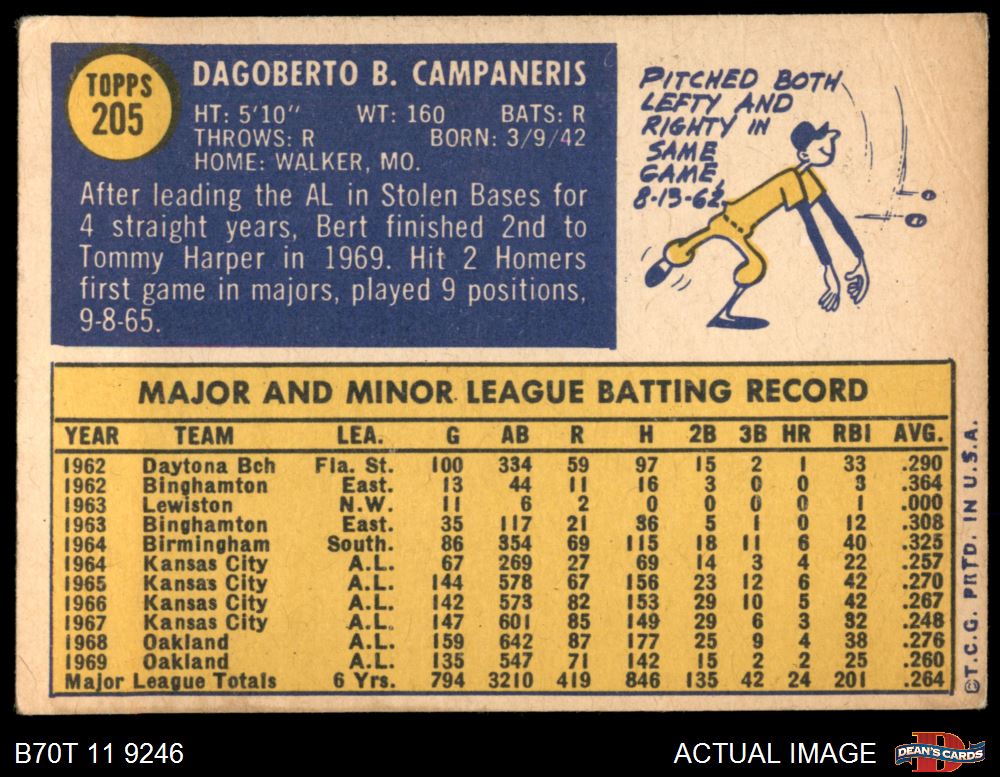 TOPPS
205
DAGOBERTO B. CAMPANERIS
HT: 5'10" WT: 160 BATS: R
THROWS: R BORN: 3/9/42
HOME: WALKER, MO.
After leading the AL in Stolen Bases for
4 straight years, Bert finished 2nd to
Tommy Harper in 1969. Hit 2 Homers
first game in majors, played 9 positions,
9-8-65.
PITCHED BOTH
LEFTY AND
RIGHTY IN
SAME
GAME,
8-13-62.
MAJOR AND MINOR LEAGUE BATTING RECORD
YEAR TEAM LEA. G AB R H 2B 3B HR RBI AVG.
1962 Daytona Bch Fla. St. 100 334 59 97 15 2 1 33 .290
1962 Binghamton East. 13 44 11 16 3 0 0 3 .364
1963 Lewiston N.W. 11 6 2 0 0 0 0 1 .000
1963 Binghamton East. 35 117 21 36 5 1 0 12 .308
1964 Birmingham South. 86 354 69 115 18 11 6 40 .325
1964 Kansas City A.L. 67 269 27 69 14 3 4 22 .257
1965 Kansas City A.L. 144 578 67 156 23 12 6 42 .270
1966 Kansas City A.L. 142 573 82 153 29 10 5 42 .267
1967 Kansas City A.L. 147 601 85 149 29 6 3 32 .248
1968 Oakland A.L. 159 642 87 177 25 9 4 38 .276
1969 Oakland A.L. 135 547 71 142 15 2 2 25 .260
Major League Totals 6 Yrs. 794 3210 419 846 135 42 24 201 .264
©T.C.G. PRTD. IN U.S.A.
B70T 11 9246
ACTUAL IMAGE
DEAN'S CARDS